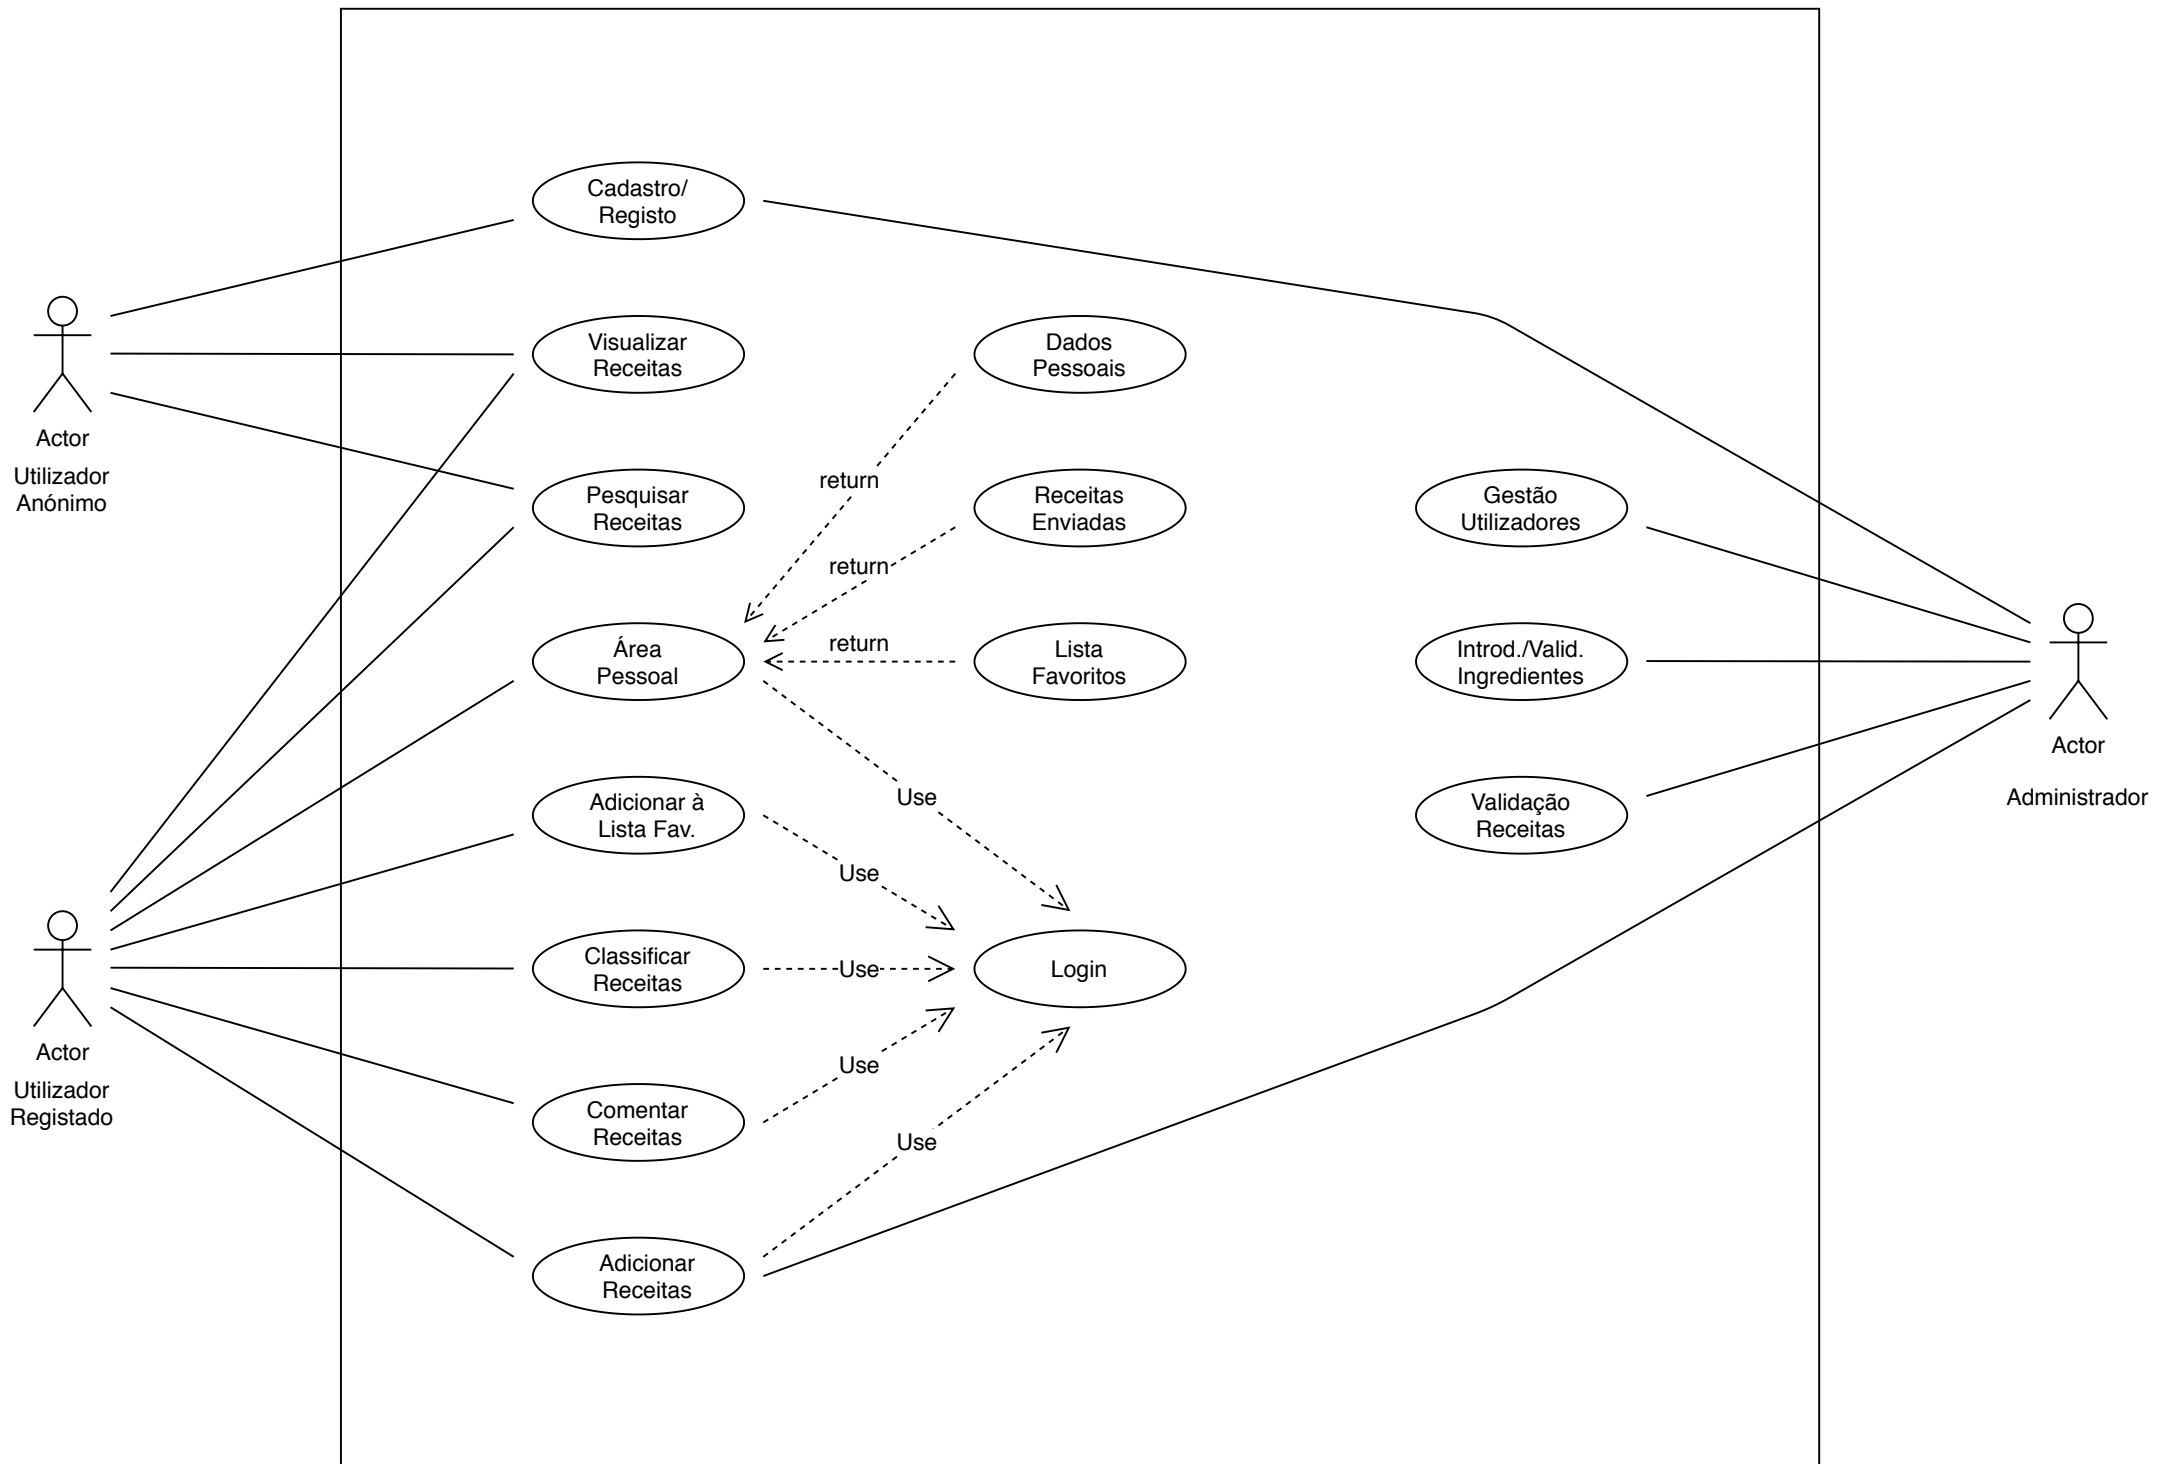 Cadastro/
Registo
Visualizar
Receitas
Dados
Pessoais
Actor
Utilizador
Anónimo
return
Pesquisar
Receitas
Receitas
Enviadas
Gestão
Utilizadores
return
return
Área
Pessoal
Lista
Favoritos
Introd./Valid.
Ingredientes
Actor
Administrador
Use
Adicionar à
Lista Fav.
Validação
Receitas
Use
Classificar
Receitas
Use
Login
Actor
Utilizador
Registado
Use
Comentar
Receitas
Use
Adicionar
Receitas